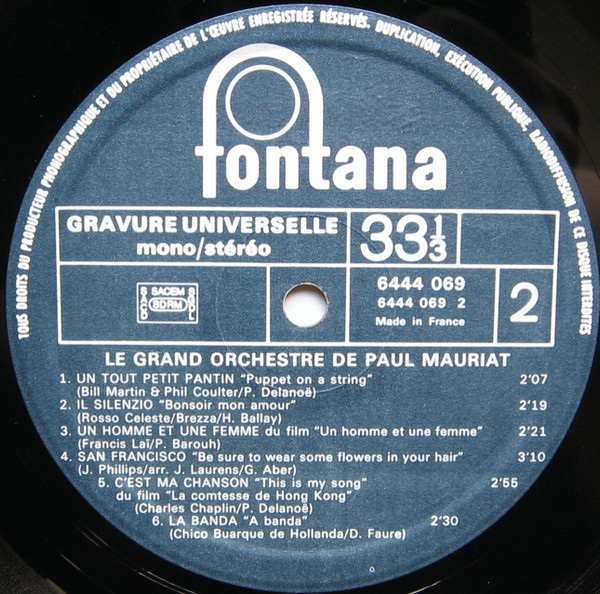 TOUS DROITS DU PRODUCTEUR PHONOGRAPHIQUE ET DU PROPRIÉTAIRE DE L'ŒUVRE ENREGISTRÉE RÉSERVÉS. DUPLICATION, EXÉCUTION PUBLIQUE, RADIODIFFUSION DE CE DISQUE INTERDITES
fontana
GRAVURE UNIVERSELLE
mono/stéréo
33 1/3
SACEM
SACD
SDRM
SGDL
6444 069
6444 069 2
Made in France
2
LE GRAND ORCHESTRE DE PAUL MAURIAT
1. UN TOUT PETIT PANTIN "Puppet on a string" 2'07
(Bill Martin & Phil Coulter/P. Delanoë)
2. IL SILENZIO "Bonsoir mon amour" 2'19
(Rosso Celeste/Brezza/H. Ballay)
3. UN HOMME ET UNE FEMME du film "Un homme et une femme" 2'21
(Francis Laï/P. Barouh)
4. SAN FRANCISCO "Be sure to wear some flowers in your hair" 3'10
(J. Phillips/arr. J. Laurens/G. Aber)
5. C'EST MA CHANSON "This is my song" 2'55
du film "La comtesse de Hong Kong"
(Charles Chaplin/P. Delanoë)
6. LA BANDA "A banda" 2'30
(Chico Buarque de Hollanda/D. Faure)